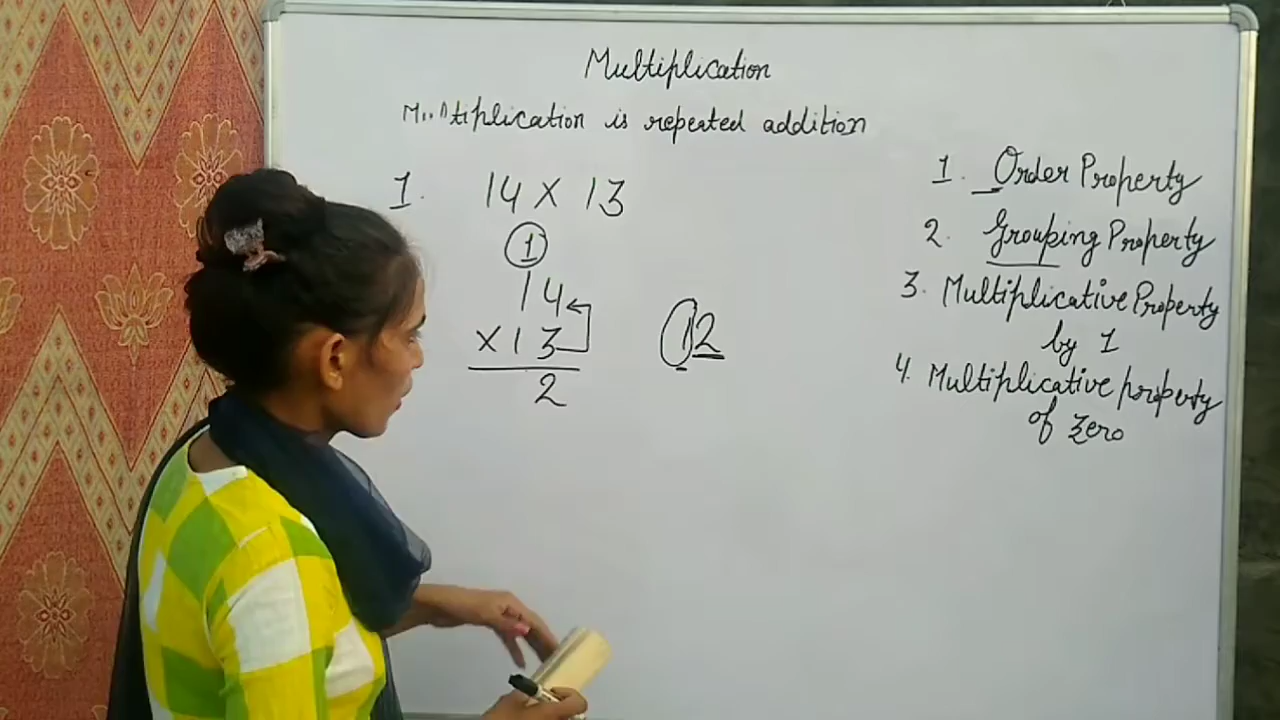 Multiplication
Multiplication is repeated addition
1. 14 × 13
1
14
×13
2
12
1. Order Property
2. Grouping Property
3. Multiplicative Property
by 1
4. Multiplicative property
of zero